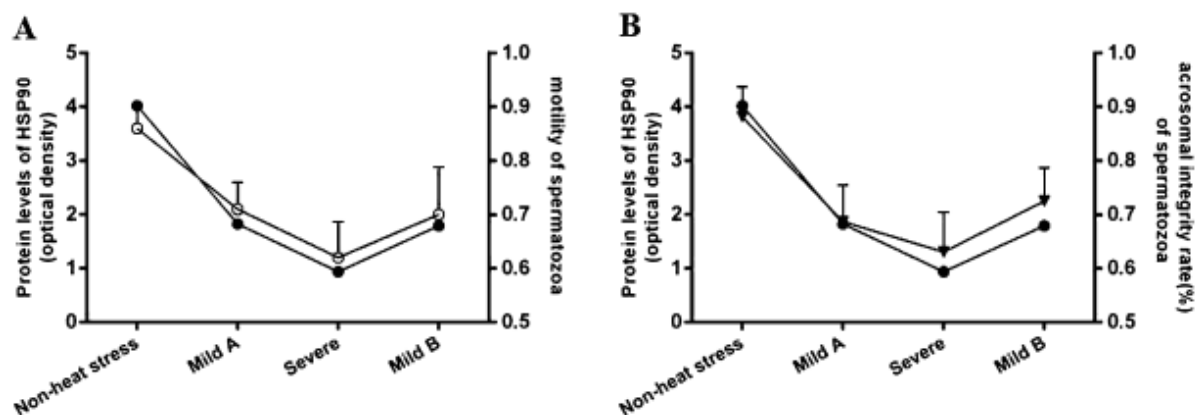 A
Protein levels of HSP90
(optical density)
5
4
3
2
1
0
1.0
0.9
0.8
0.7
0.6
0.5
motility of spermatozoa
Non-heat stress
Mild A
Severe
Mild B
B
Protein levels of HSP90
(optical density)
5
4
3
2
1
0
1.0
0.9
0.8
0.7
0.6
0.5
acrosomal integrity rate(%)
of spermatozoa
Non-heat stress
Mild A
Severe
Mild B